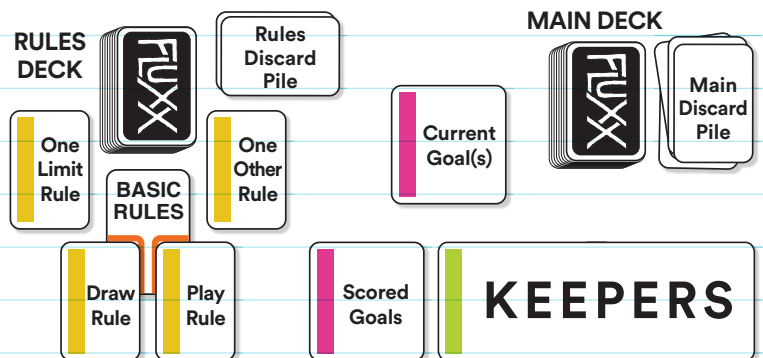 RULES
DECK
FLUXX
Rules
Discard
Pile
MAIN DECK
FLUXX
Main
Discard
Pile
One
Limit
Rule
One
Other
Rule
Current
Goal(s)
BASIC
RULES
Draw
Rule
Play
Rule
Scored
Goals
KEEPERS